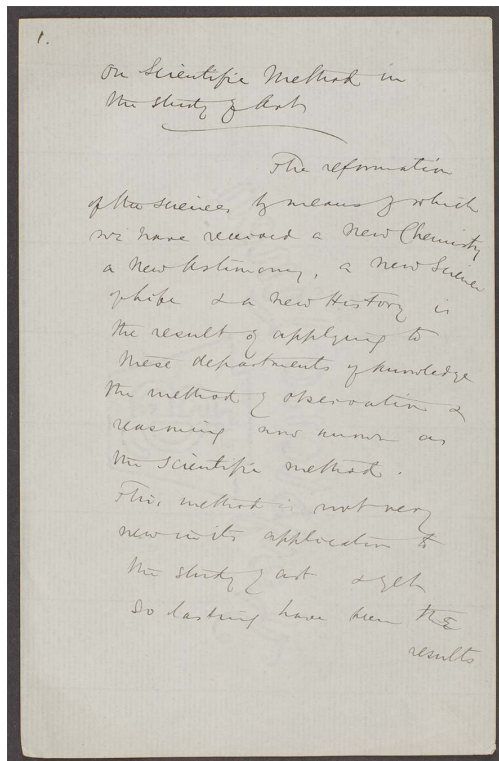 1.
On Scientific Method in
the study of Art
The reformation
of the sciences by means of which
we have received a New Chemistry
a New Astronomy, a New Science
of life & a New History is
the result of applying to
these departments of knowledge
the method of observation &
reasoning now known as
the scientific method.
This method is not very
new in its application to
the study of art & yet
so lasting have been the
results